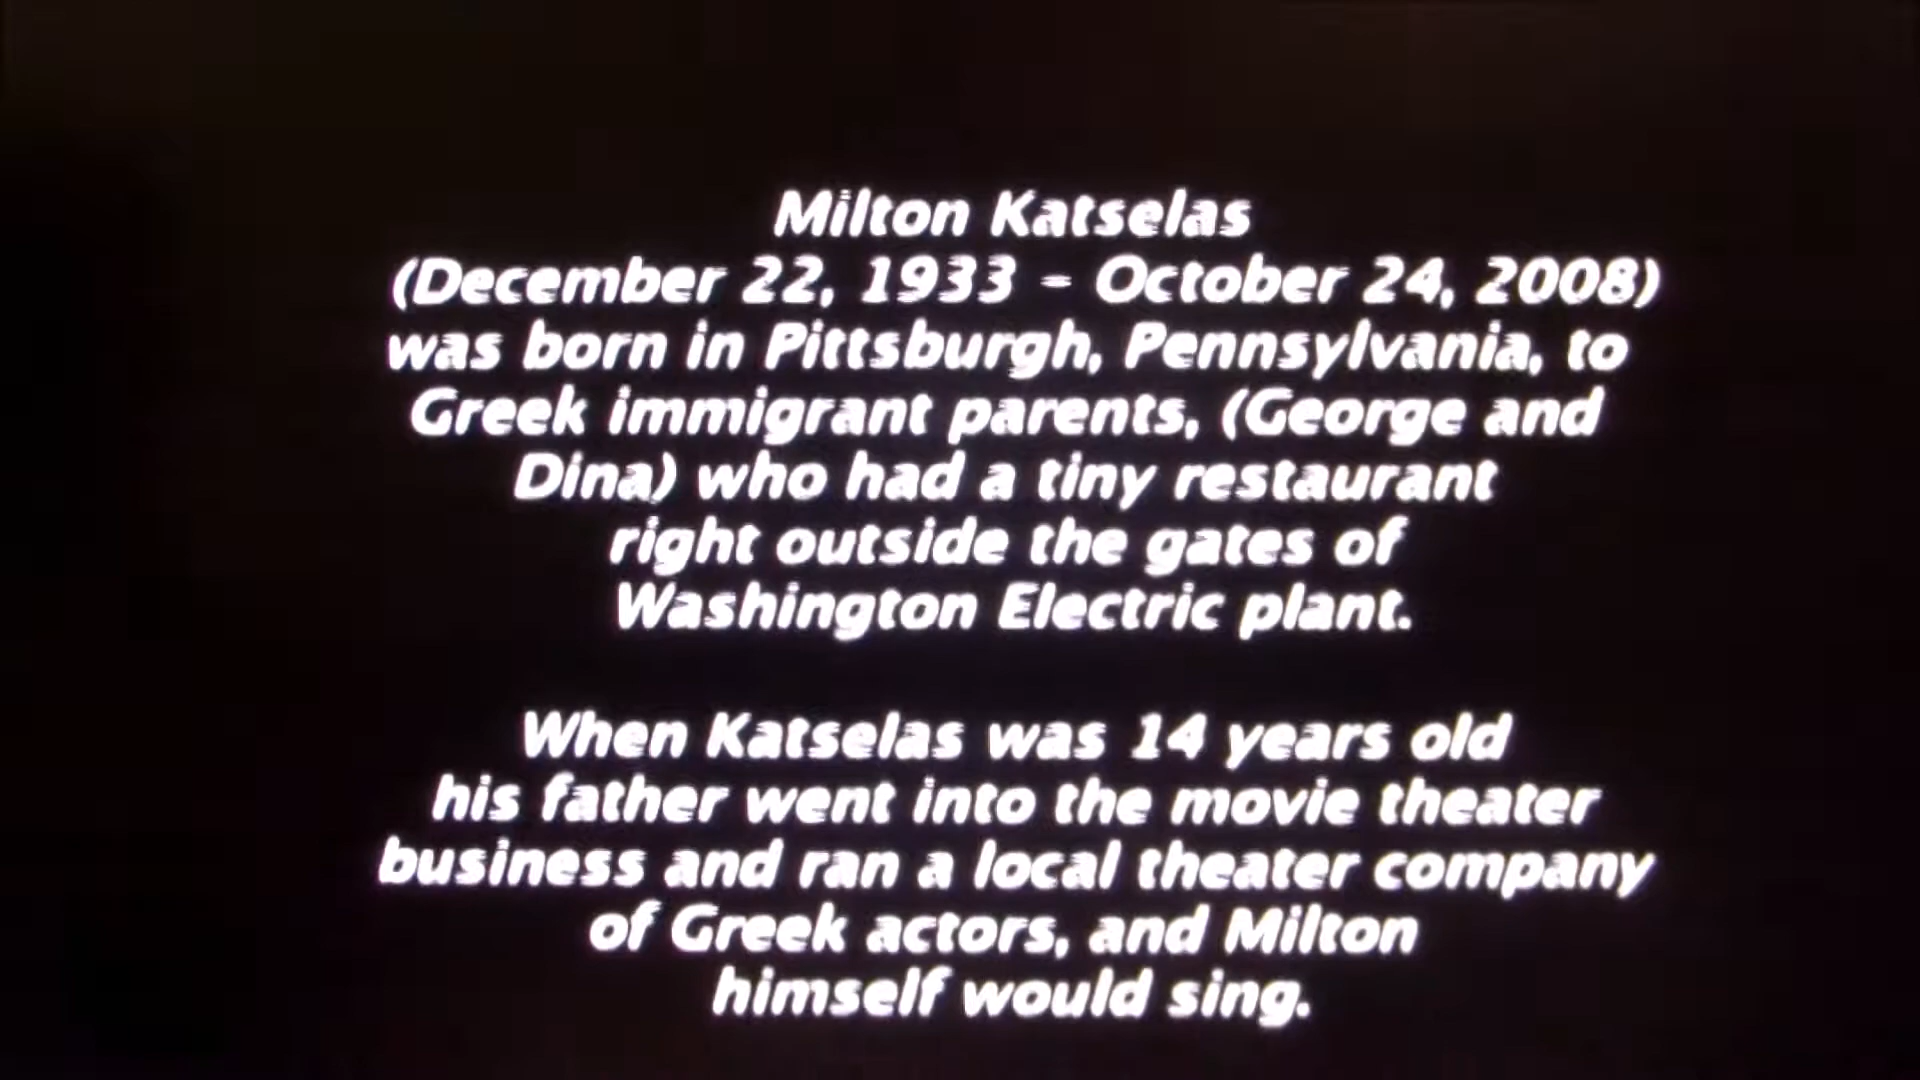 Milton Katselas
(December 22, 1933 - October 24, 2008)
was born in Pittsburgh, Pennsylvania, to
Greek immigrant parents, (George and
Dina) who had a tiny restaurant
right outside the gates of
Washington Electric plant.
When Katselas was 14 years old
his father went into the movie theater
business and ran a local theater company
of Greek actors, and Milton
himself would sing.